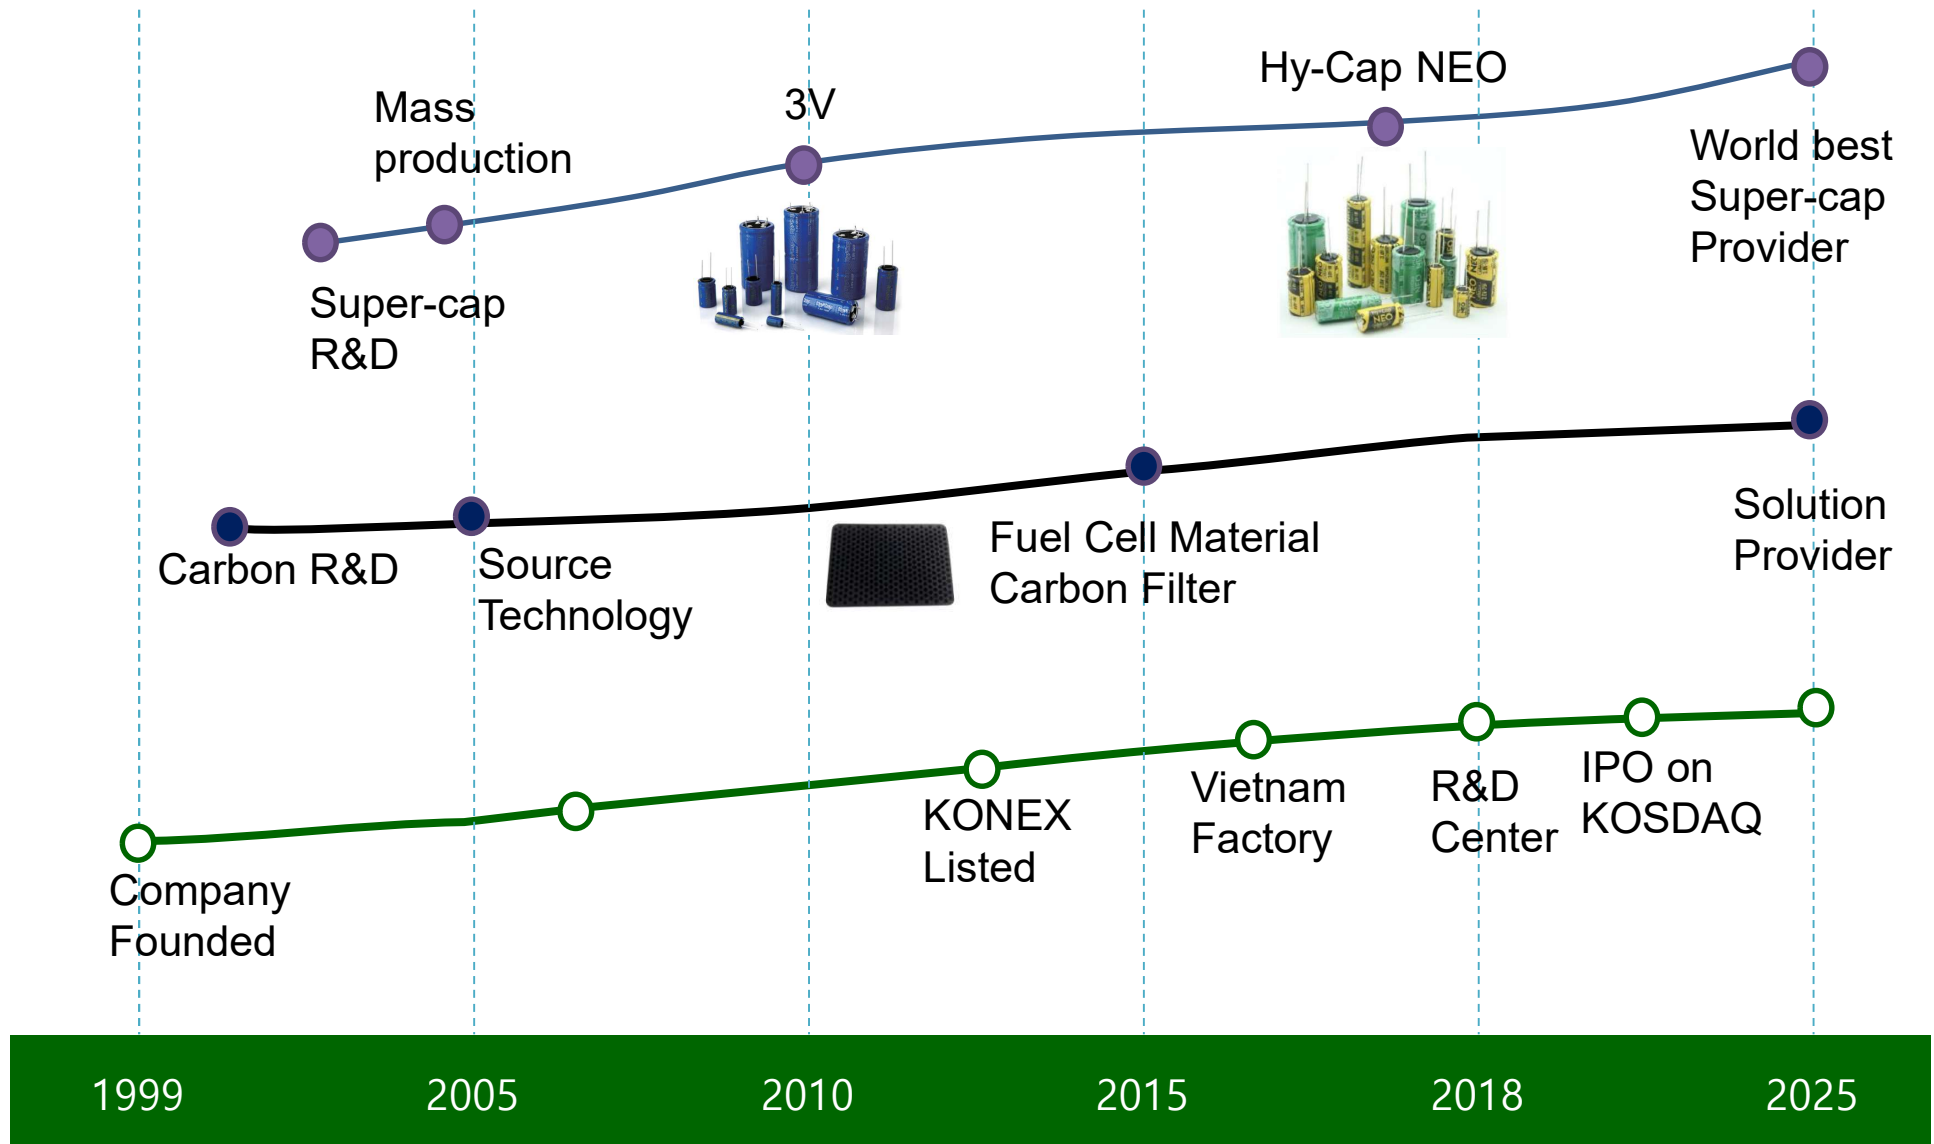 Hy-Cap NEO
Mass
production
3V
World best
Super-cap
Provider
Super-cap
R&D
Solution
Provider
Carbon R&D
Source
Technology
Fuel Cell Material
Carbon Filter
Company
Founded
KONEX
Listed
Vietnam
Factory
R&D
Center
IPO on
KOSDAQ
NEO
NEO
1999
2005
2010
2015
2018
2025